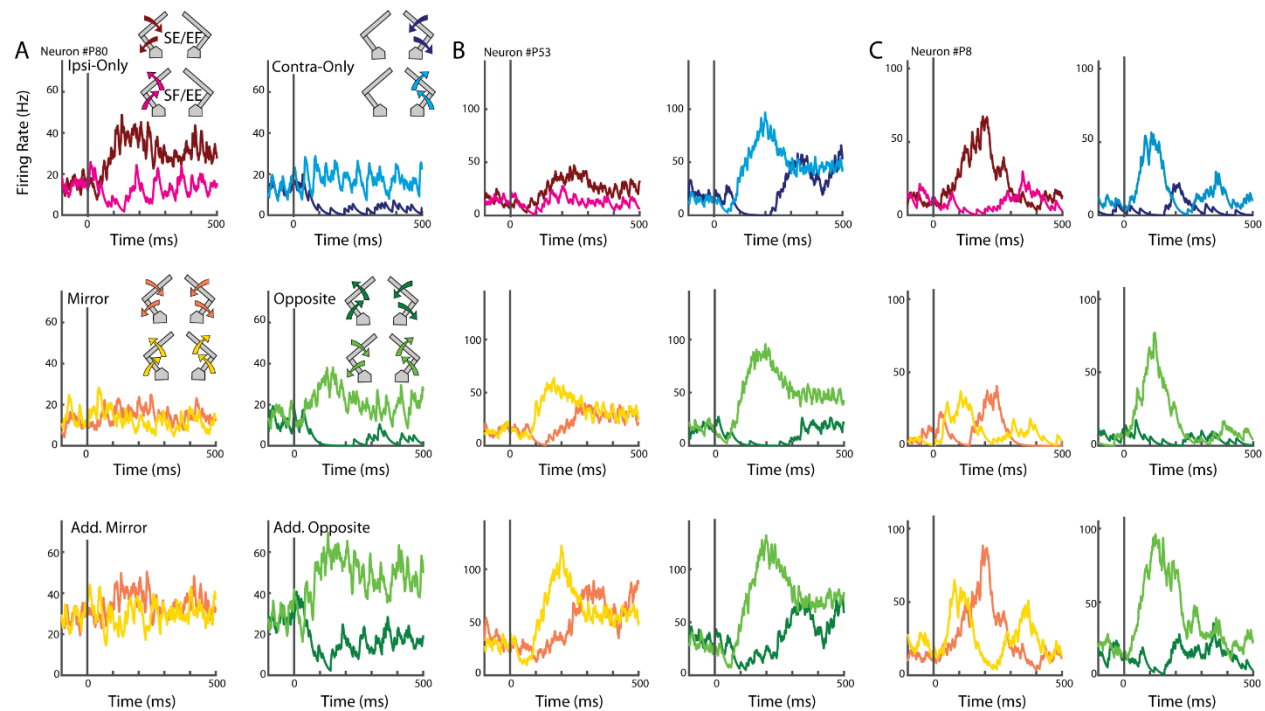 A
Neuron #P80
Ipsi-Only
SE/EF
SF/EE
Contra-Only
B
Neuron #P53
C
Neuron #P8
Firing Rate (Hz)
60
40
20
0
0
500
Time (ms)
60
40
20
0
0
500
Time (ms)
100
50
0
0
500
Time (ms)
100
50
0
0
500
Time (ms)
100
50
0
0
500
Time (ms)
100
50
0
0
500
Time (ms)
Mirror
60
40
20
0
0
500
Time (ms)
Opposite
60
40
20
0
0
500
Time (ms)
100
50
0
0
500
Time (ms)
100
50
0
0
500
Time (ms)
100
50
0
0
500
Time (ms)
100
50
0
0
500
Time (ms)
Add. Mirror
60
40
20
0
0
500
Time (ms)
Add. Opposite
60
40
20
0
0
500
Time (ms)
100
50
0
0
500
Time (ms)
100
50
0
0
500
Time (ms)
100
50
0
0
500
Time (ms)
100
50
0
0
500
Time (ms)